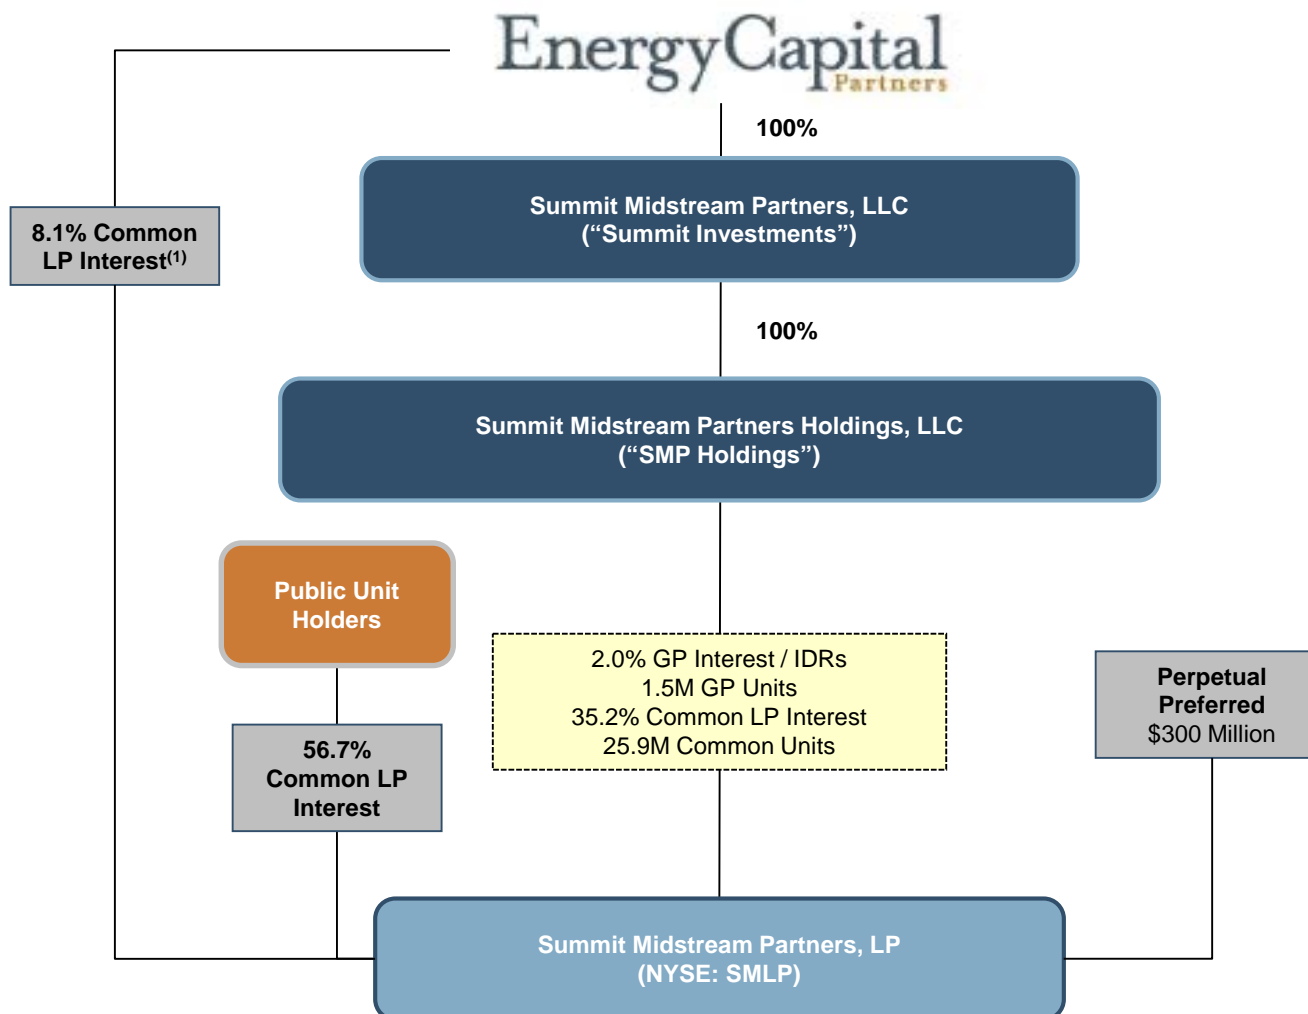 EnergyCapital
Partners
100%
Summit Midstream Partners, LLC
(“Summit Investments”)
8.1% Common
LP Interest(1)
100%
Summit Midstream Partners Holdings, LLC
(“SMP Holdings”)
Public Unit
Holders
2.0% GP Interest / IDRs
1.5M GP Units
35.2% Common LP Interest
25.9M Common Units
Perpetual
Preferred
$300 Million
56.7%
Common LP
Interest
Summit Midstream Partners, LP
(NYSE: SMLP)